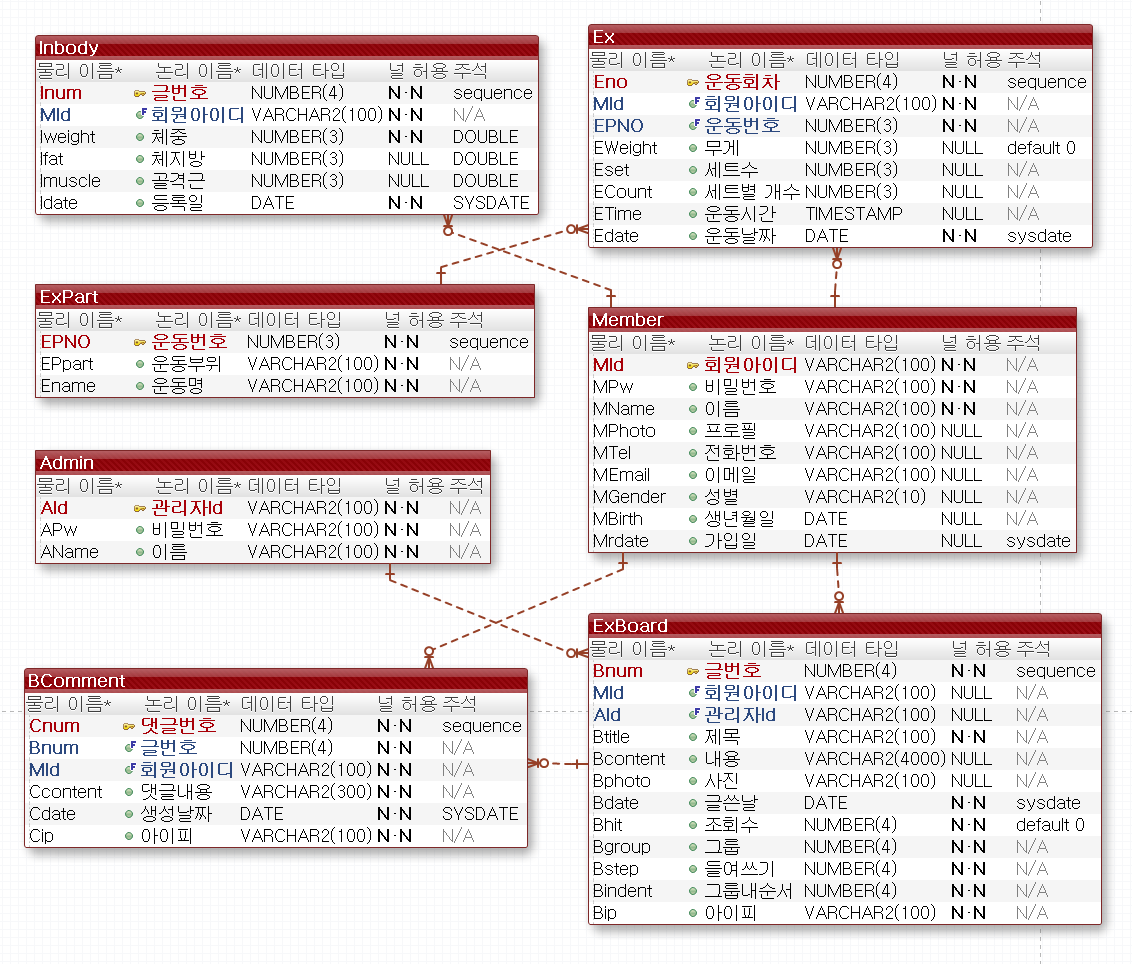 Inbody
물리 이름* 논리 이름* 데이터 타입 널 허용 주석
Inum 글번호 NUMBER(4) N·N sequence
MId 회원아이디 VARCHAR2(100) N·N N/A
Iweight 체중 NUMBER(3) N·N DOUBLE
Ifat 체지방 NUMBER(3) NULL DOUBLE
Imuscle 골격근 NUMBER(3) NULL DOUBLE
Idate 등록일 DATE N·N SYSDATE
Ex
물리 이름* 논리 이름* 데이터 타입 널 허용 주석
Eno 운동회차 NUMBER(4) N·N sequence
MId 회원아이디 VARCHAR2(100) N·N N/A
EPNO 운동번호 NUMBER(3) N·N N/A
EWeight 무게 NUMBER(3) NULL default 0
Eset 세트수 NUMBER(3) NULL N/A
ECount 세트별 개수 NUMBER(3) NULL N/A
ETime 운동시간 TIMESTAMP NULL N/A
Edate 운동날짜 DATE N·N sysdate
ExPart
물리 이름* 논리 이름* 데이터 타입 널 허용 주석
EPNO 운동번호 NUMBER(3) N·N sequence
EPpart 운동부위 VARCHAR2(100) N·N N/A
Ename 운동명 VARCHAR2(100) N·N N/A
Member
물리 이름* 논리 이름* 데이터 타입 널 허용 주석
MId 회원아이디 VARCHAR2(100) N·N N/A
MPw 비밀번호 VARCHAR2(100) N·N N/A
MName 이름 VARCHAR2(100) N·N N/A
MPhoto 프로필 VARCHAR2(100) NULL N/A
MTel 전화번호 VARCHAR2(100) NULL N/A
MEmail 이메일 VARCHAR2(100) NULL N/A
MGender 성별 VARCHAR2(10) NULL N/A
MBirth 생년월일 DATE NULL N/A
Mrdate 가입일 DATE NULL sysdate
Admin
물리 이름* 논리 이름* 데이터 타입 널 허용 주석
AId 관리자Id VARCHAR2(100) N·N N/A
APw 비밀번호 VARCHAR2(100) N·N N/A
AName 이름 VARCHAR2(100) N·N N/A
BComment
물리 이름* 논리 이름* 데이터 타입 널 허용 주석
Cnum 댓글번호 NUMBER(4) N·N sequence
Bnum 글번호 NUMBER(4) N·N N/A
MId 회원아이디 VARCHAR2(100) N·N N/A
Ccontent 댓글내용 VARCHAR2(300) N·N N/A
Cdate 생성날짜 DATE N·N SYSDATE
Cip 아이피 VARCHAR2(100) N·N N/A
ExBoard
물리 이름* 논리 이름* 데이터 타입 널 허용 주석
Bnum 글번호 NUMBER(4) N·N sequence
MId 회원아이디 VARCHAR2(100) NULL N/A
AId 관리자Id VARCHAR2(100) NULL N/A
Btitle 제목 VARCHAR2(100) N·N N/A
Bcontent 내용 VARCHAR2(4000) NULL N/A
Bphoto 사진 VARCHAR2(100) NULL N/A
Bdate 글쓴날 DATE N·N sysdate
Bhit 조회수 NUMBER(4) N·N default 0
Bgroup 그룹 NUMBER(4) N·N N/A
Bstep 들여쓰기 NUMBER(4) N·N N/A
Bindent 그룹내순서 NUMBER(4) N·N N/A
Bip 아이피 VARCHAR2(100) N·N N/A